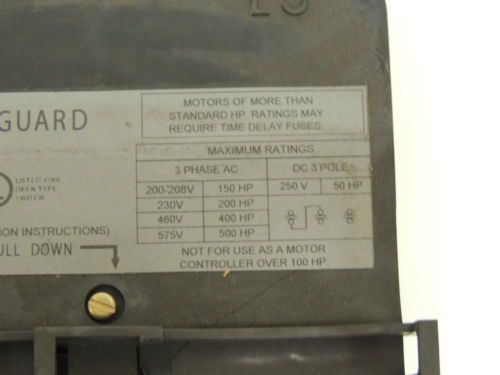 GUARD
MOTORS OF MORE THAN
STANDARD HP RATINGS MAY
REQUIRE TIME DELAY FUSES.
MAXIMUM RATINGS
3 PHASE AC DC 3 POLE
200-208V 150 HP 250 V 50 HP
230V 200 HP
460V 400 HP
575V 500 HP
LISTED
OPEN TYPE
SWITCH
ION INSTRUCTIONS)
ULL DOWN
NOT FOR USE AS A MOTOR
CONTROLLER OVER 100 HP.